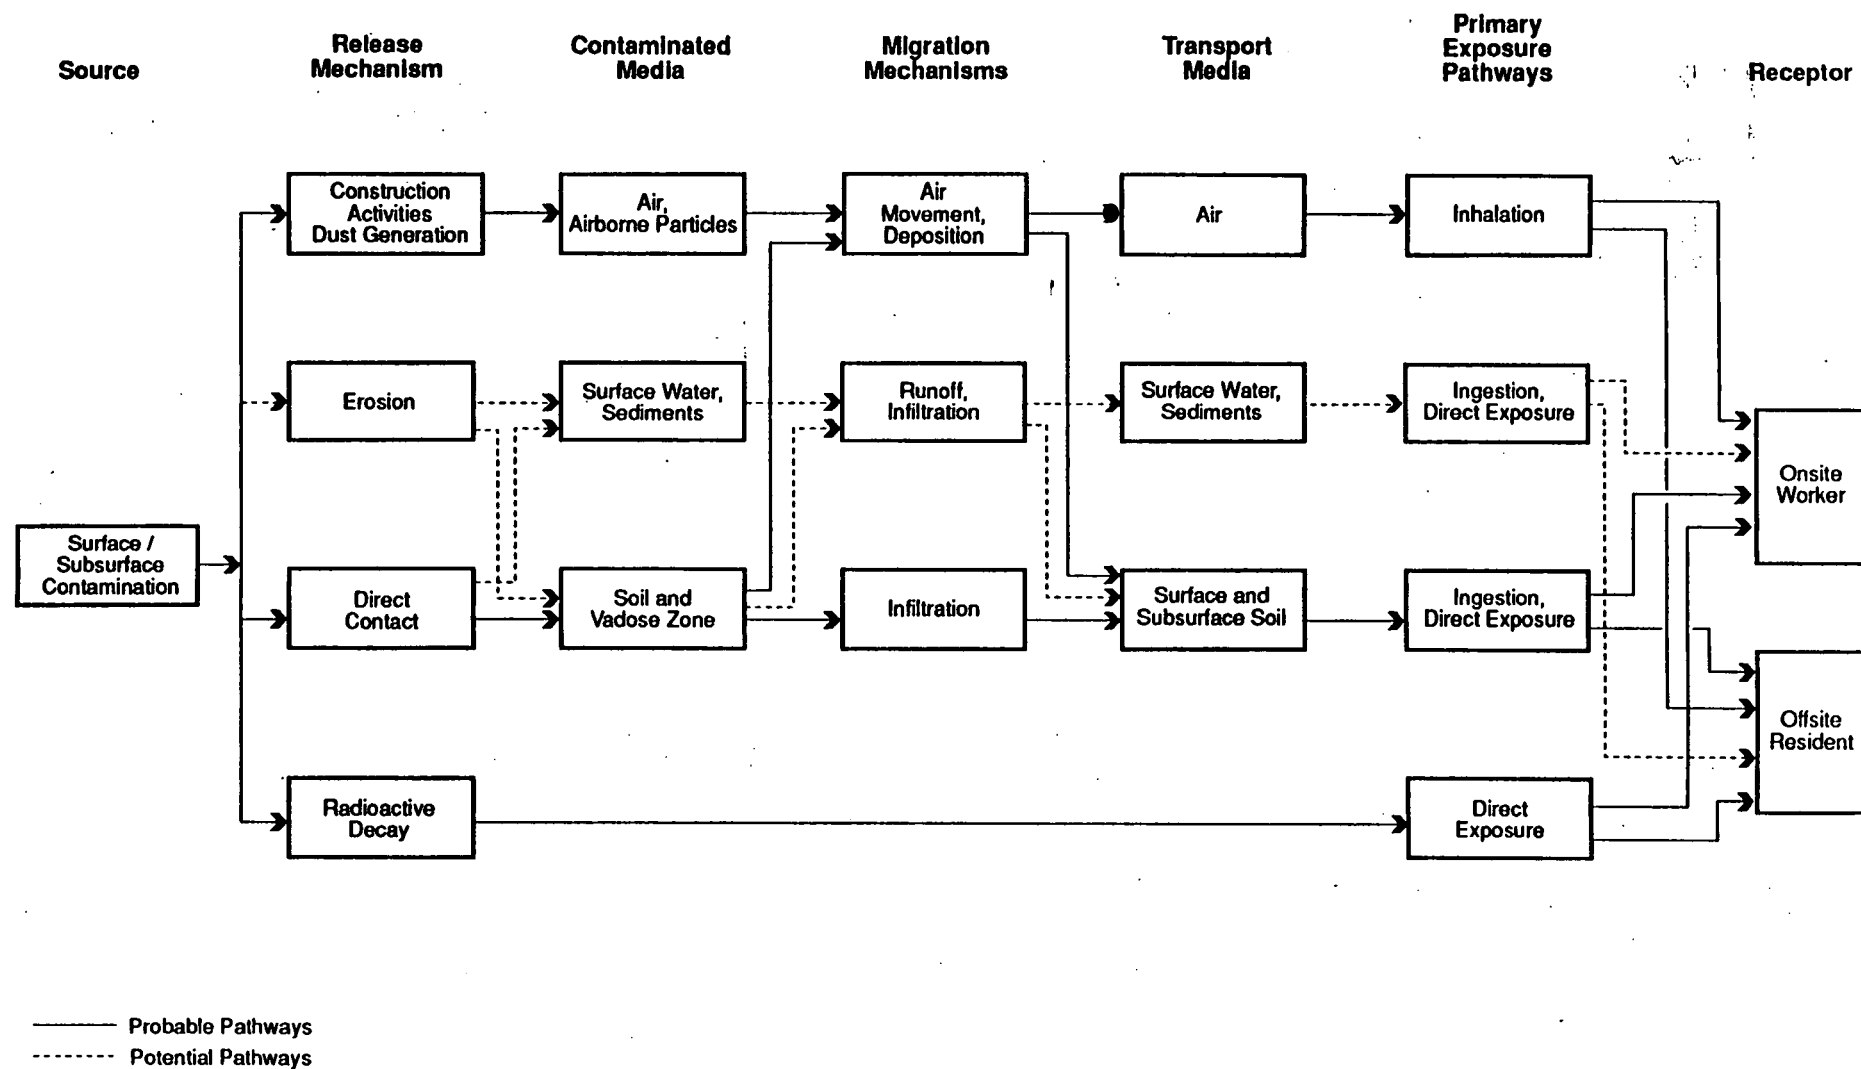 Source
Release
Mechanism
Contaminated
Media
Migration
Mechanisms
Transport
Media
Primary
Exposure
Pathways
Receptor
Construction
Activities
Dust Generation
Air,
Airborne Particles
Air
Movement,
Deposition
Air
Inhalation
Erosion
Surface Water,
Sediments
Runoff,
Infiltration
Surface Water,
Sediments
Ingestion,
Direct Exposure
Onsite
Worker
Surface /
Subsurface
Contamination
Direct
Contact
Soil and
Vadose Zone
Infiltration
Surface and
Subsurface Soil
Ingestion,
Direct Exposure
Offsite
Resident
Radioactive
Decay
Direct
Exposure
Probable Pathways
Potential Pathways